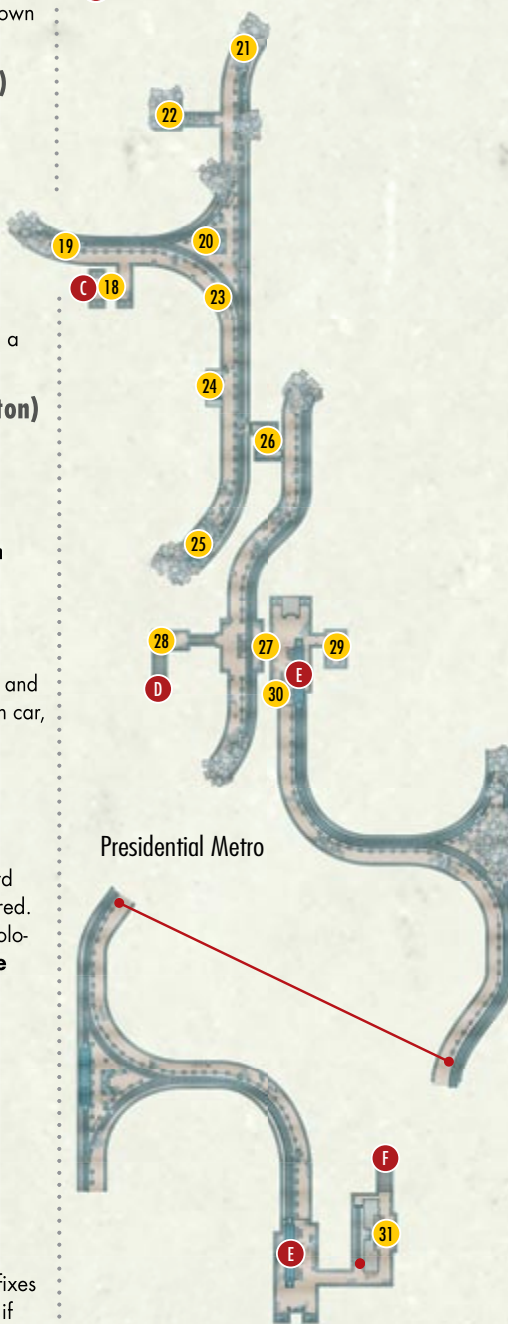 own
)
a
ton)
and
car,
rd
red.
olo-
e
fixes
if
21
22
19
20
C
18
23
24
26
25
28
27
29
E
D
30
Presidential Metro
F
31
E